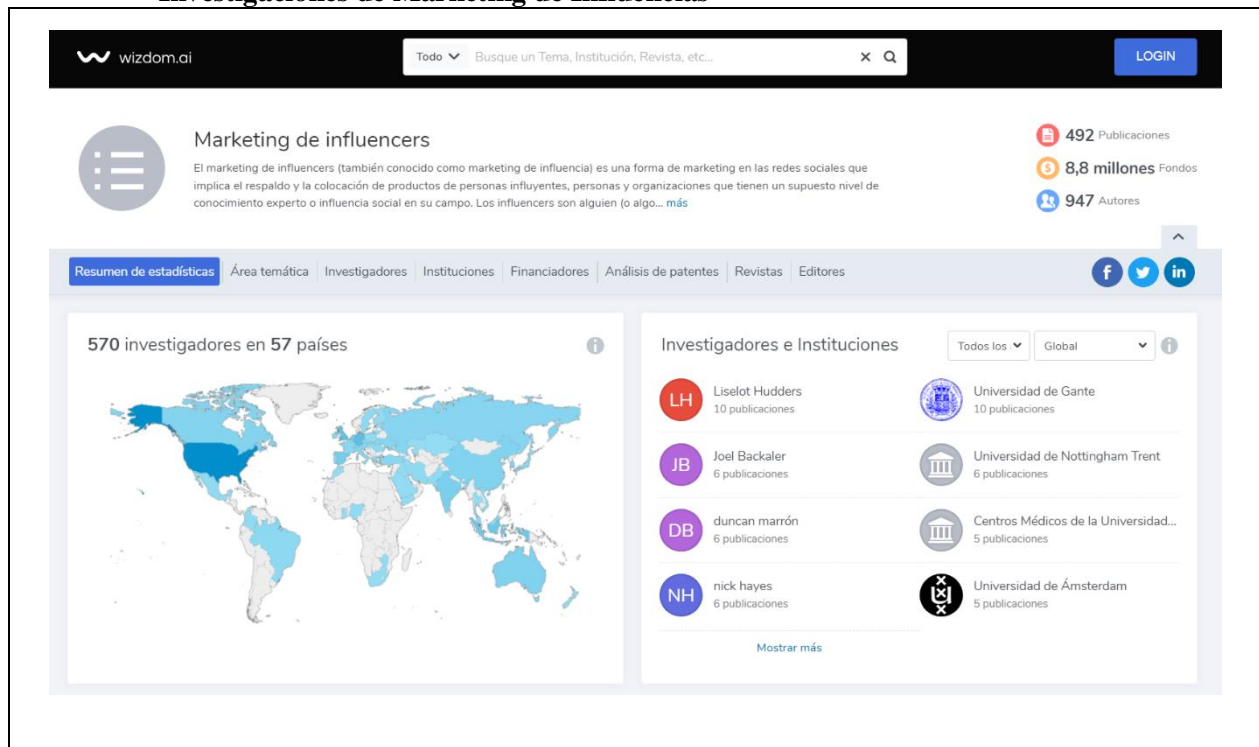 Investigaciones de Marketing de Influencias
wizdom.ai
Todo
Busque un Tema, Institución, Revista, etc...
LOGIN
Marketing de influencers
El marketing de influencers (también conocido como marketing de influencia) es una forma de marketing en las redes sociales que
implica el respaldo y la colocación de productos de personas influyentes, personas y organizaciones que tienen un supuesto nivel de
conocimiento experto o influencia social en su campo. Los influencers son alguien (o algo... más
492 Publicaciones
8,8 millones Fondos
947 Autores
Resumen de estadísticas Área temática Investigadores Instituciones Financiadores Análisis de patentes Revistas Editores
f
in
570 investigadores en 57 países
Investigadores e Instituciones
Todos los
Global
LH
Liselot Hudders
10 publicaciones
Universidad de Gante
10 publicaciones
JB
Joel Backaler
6 publicaciones
Universidad de Nottingham Trent
6 publicaciones
DB
duncan marrón
6 publicaciones
Centros Médicos de la Universidad...
5 publicaciones
NH
nick hayes
6 publicaciones
Universidad de Ámsterdam
5 publicaciones
Mostrar más